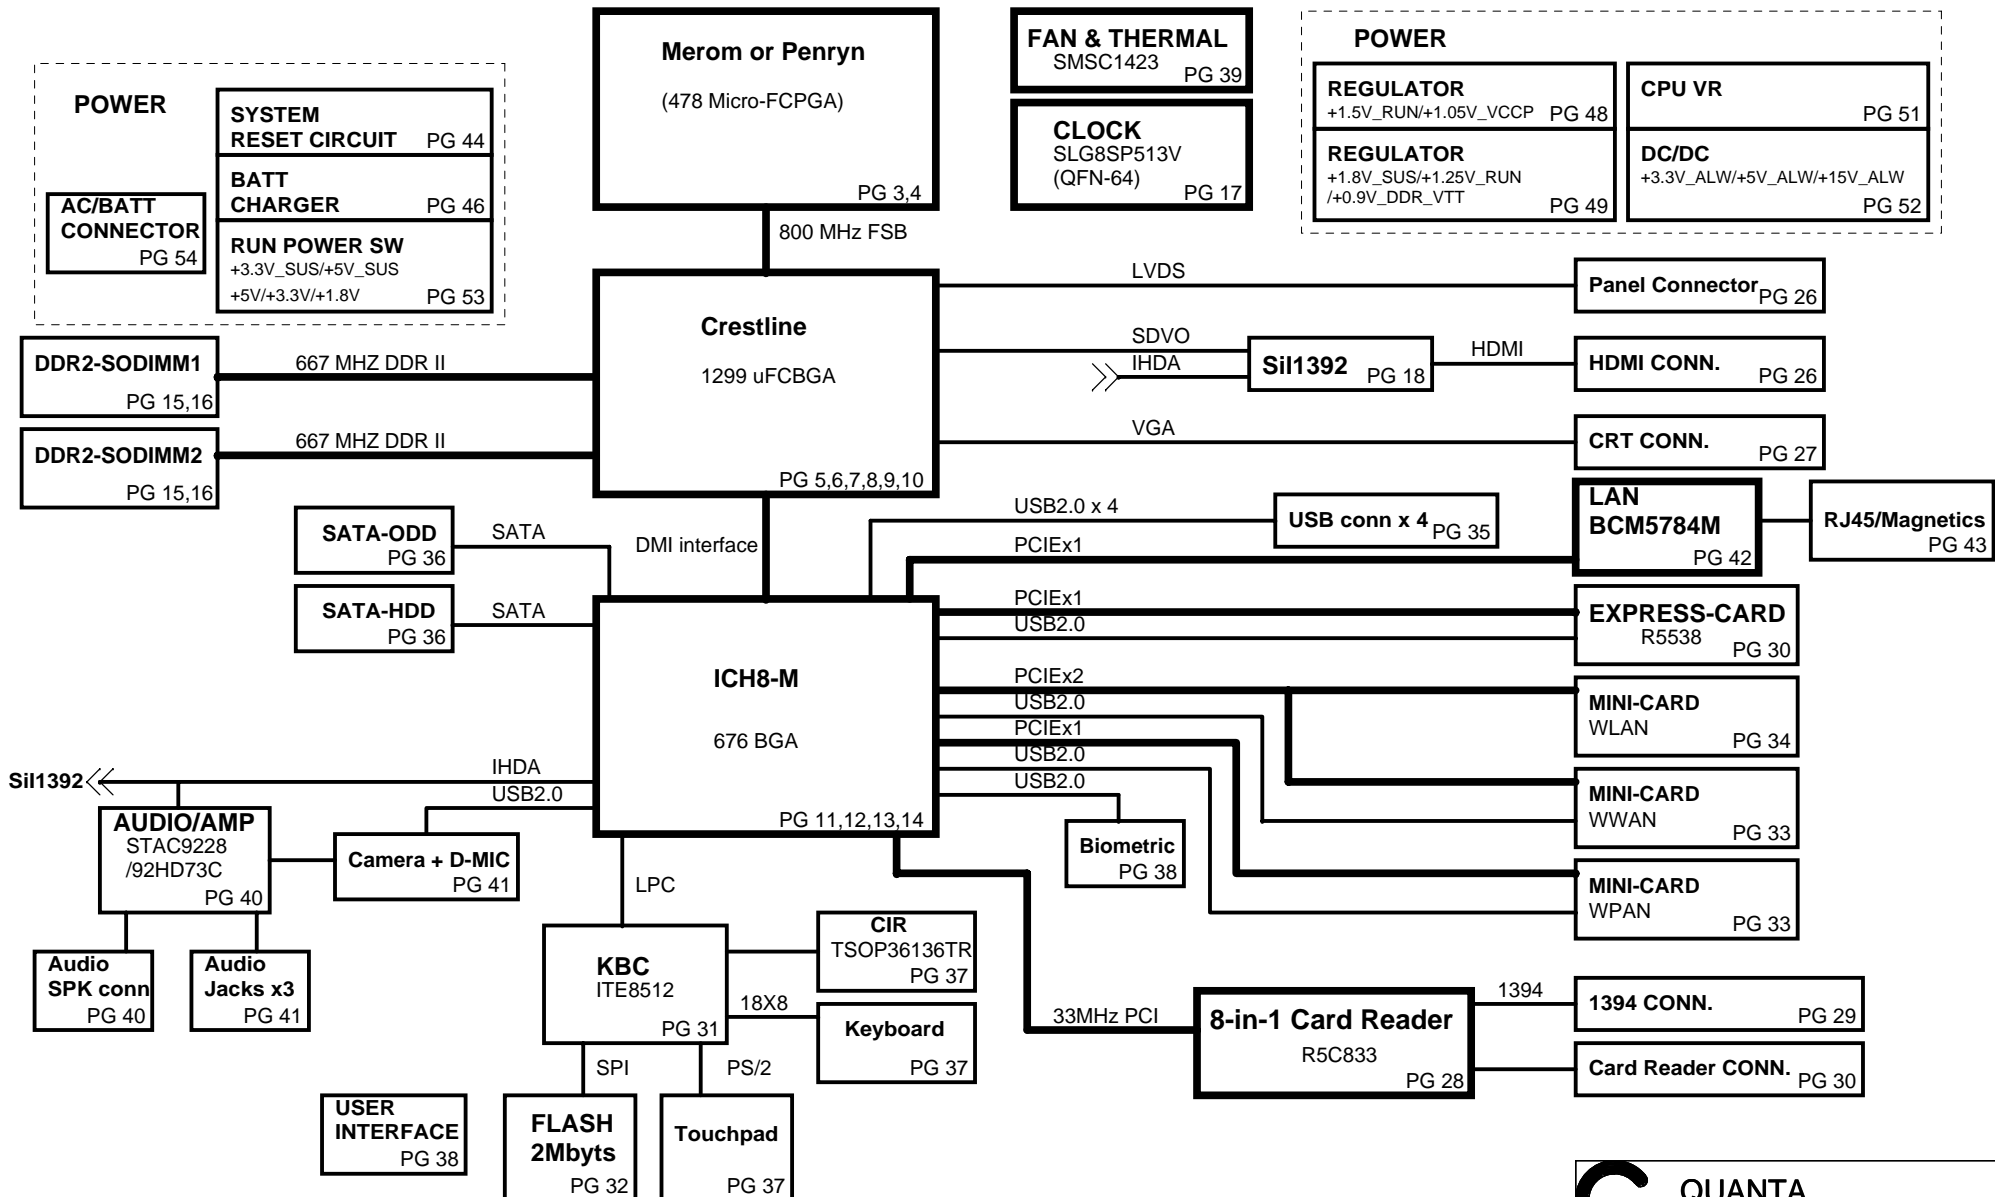 POWER
SYSTEM
RESET CIRCUIT PG 44
BATT
CHARGER PG 46
AC/BATT
CONNECTOR
PG 54
RUN POWER SW
+3.3V_SUS/+5V_SUS
+5V/+3.3V/+1.8V PG 53
Merom or Penryn
(478 Micro-FCPGA)
PG 3,4
FAN & THERMAL
SMSC1423
PG 39
CLOCK
SLG8SP513V
(QFN-64)
PG 17
POWER
REGULATOR
+1.5V_RUN/+1.05V_VCCP PG 48
CPU VR
PG 51
REGULATOR
+1.8V_SUS/+1.25V_RUN
/+0.9V_DDR_VTT
PG 49
DC/DC
+3.3V_ALW/+5V_ALW/+15V_ALW
PG 52
800 MHz FSB
Crestline
1299 uFCBGA
PG 5,6,7,8,9,10
DDR2-SODIMM1
PG 15,16
667 MHZ DDR II
DDR2-SODIMM2
PG 15,16
667 MHZ DDR II
LVDS
Panel Connector
PG 26
SDVO
IHDA
SiI1392
PG 18
HDMI
HDMI CONN.
PG 26
VGA
CRT CONN.
PG 27
SATA-ODD
PG 36
SATA
DMI interface
USB2.0 x 4
USB conn x 4
PG 35
PCIEx1
LAN
BCM5784M
PG 42
RJ45/Magnetics
PG 43
SATA-HDD
PG 36
SATA
ICH8-M
676 BGA
PG 11,12,13,14
PCIEx1
USB2.0
EXPRESS-CARD
R5538
PG 30
PCIEx2
USB2.0
PCIEx1
USB2.0
USB2.0
MINI-CARD
WLAN
PG 34
MINI-CARD
WWAN
PG 33
MINI-CARD
WPAN
PG 33
Biometric
PG 38
SiI1392
IHDA
USB2.0
AUDIO/AMP
STAC9228
/92HD73C
PG 40
Camera + D-MIC
PG 41
Audio
SPK conn
PG 40
Audio
Jacks x3
PG 41
LPC
KBC
ITE8512
PG 31
CIR
TSOP36136TR
PG 37
18X8
Keyboard
PG 37
SPI
PS/2
33MHz PCI
8-in-1 Card Reader
R5C833
PG 28
1394
1394 CONN.
PG 29
Card Reader CONN.
PG 30
USER
INTERFACE
PG 38
FLASH
2Mbyts
PG 32
Touchpad
PG 37
QUANTA